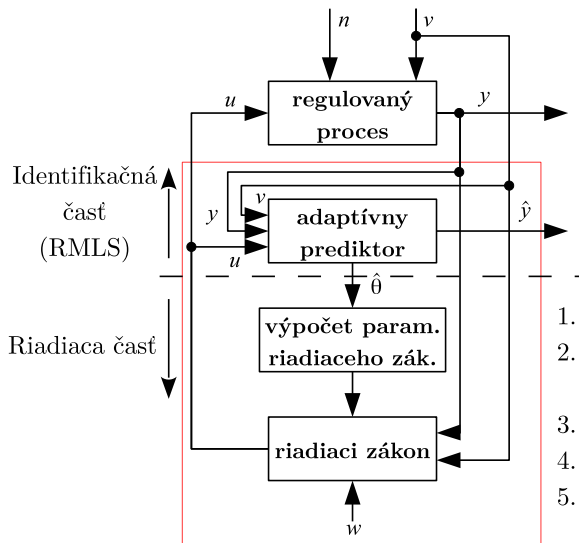 n
v
u
regulovaný
proces
y
Identifikačná
časť
(RMLS)
v
y
adaptívny
prediktor
ŷ
u
θ̂
Riadiaca časť
výpočet param.
riadiaceho zák.
1.
2.
riadiaci zákon
3.
4.
5.
w